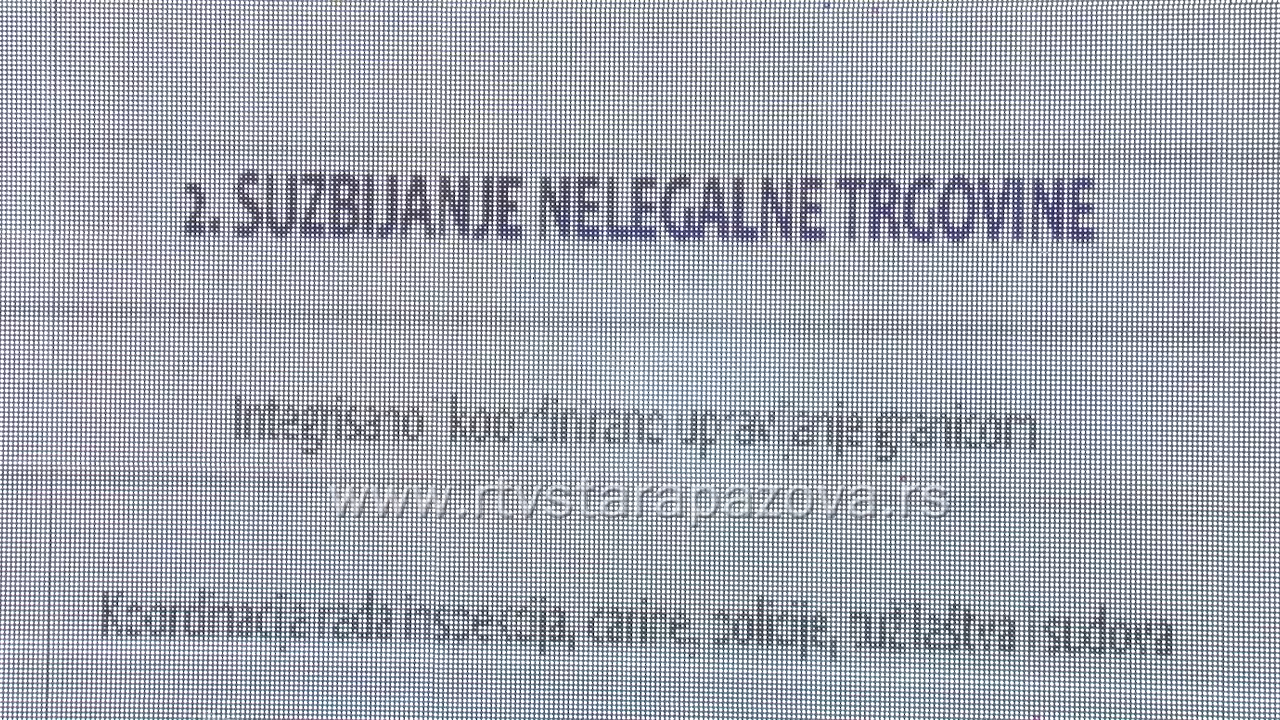 2. SUZBIJANJE NELEGALNE TRGOVINE
Integrisano i koordinirano upravljanje granicom
www.rtvstarapazova.rs
Koordinacija rada inspekcija, carine, policije, tužilaštva i sudova